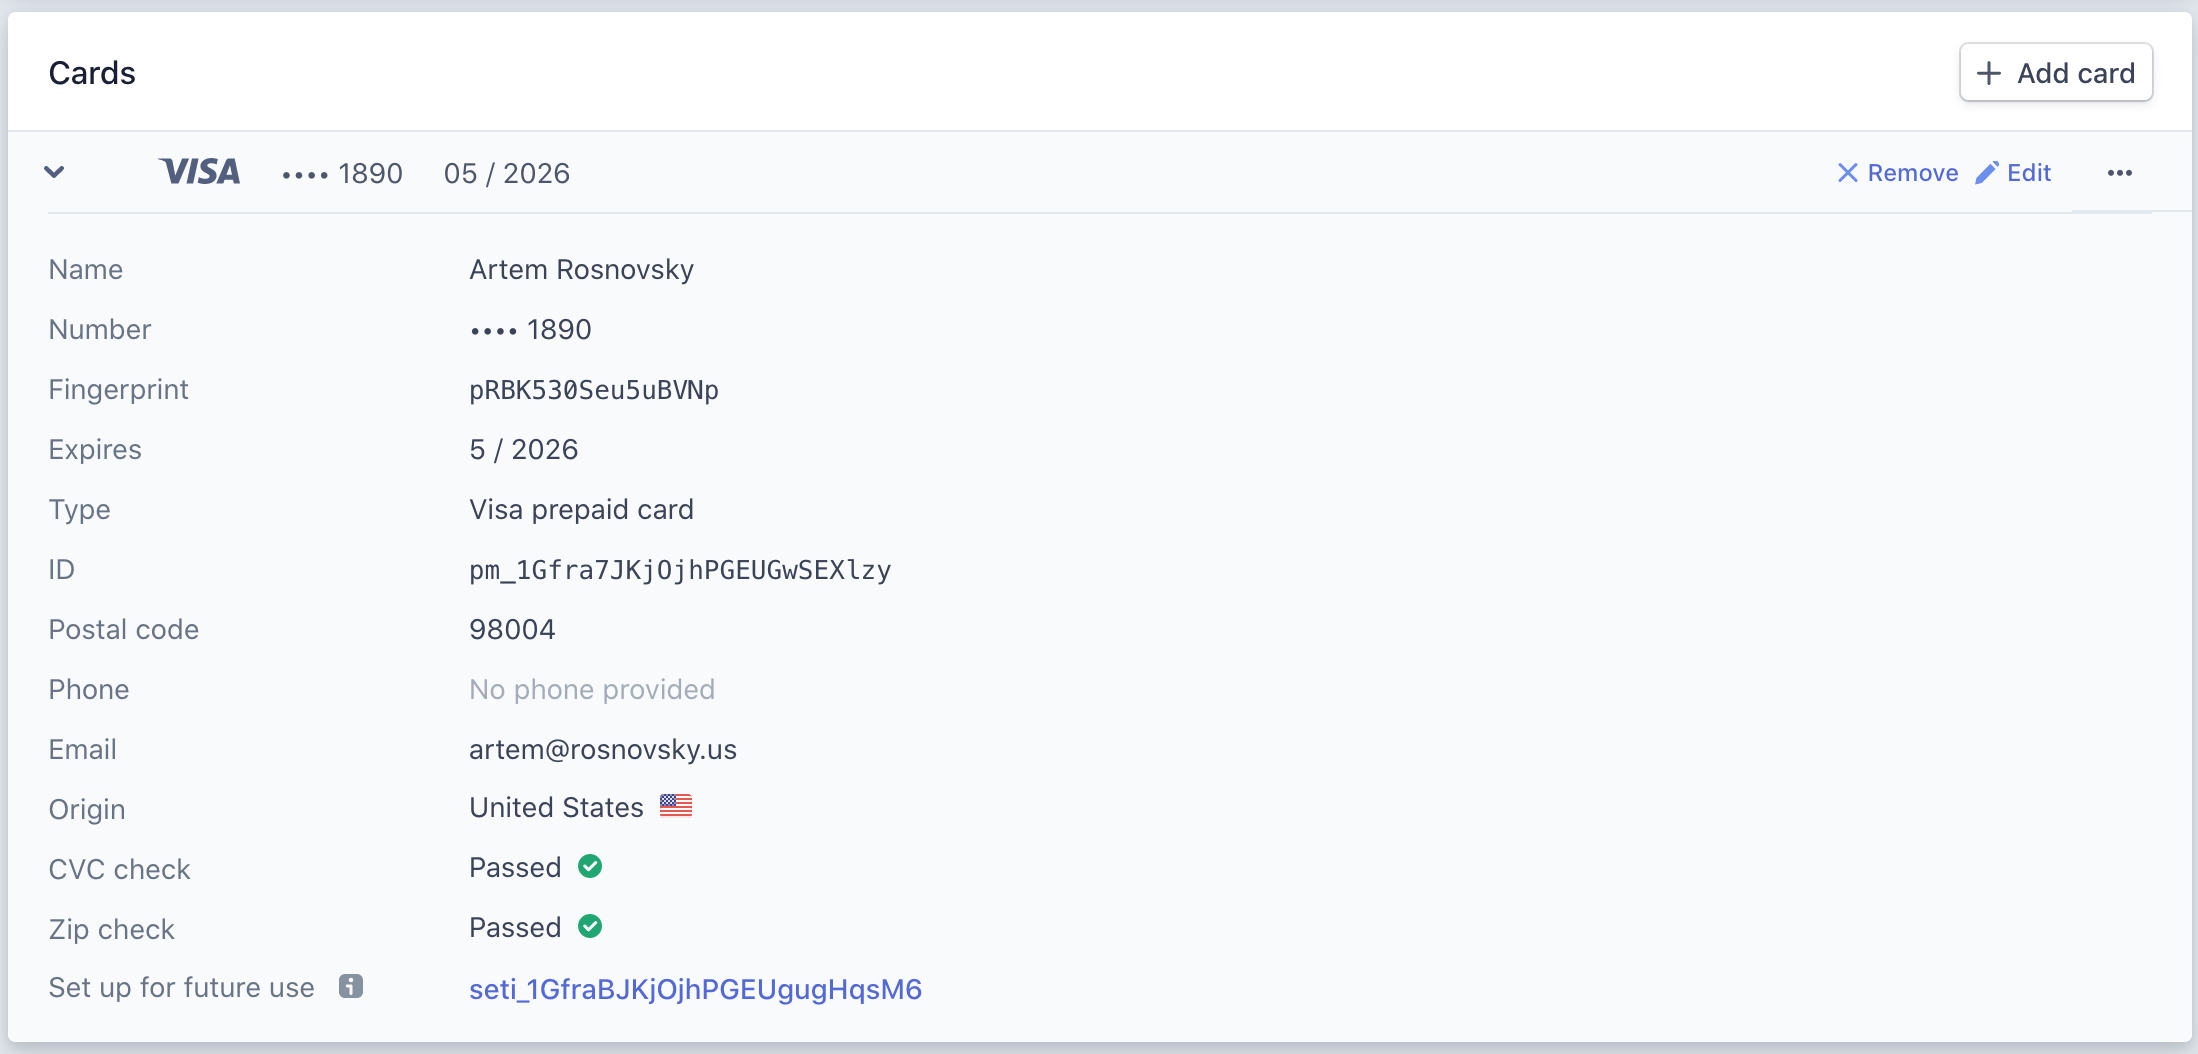 Cards
+ Add card
VISA •••• 1890 05 / 2026 Remove Edit •••
Name Artem Rosnovsky
Number •••• 1890
Fingerprint pRBK530Seu5uBVNp
Expires 5 / 2026
Type Visa prepaid card
ID pm_1Gfra7JKjOjhPGEUGwSEXlzy
Postal code 98004
Phone No phone provided
Email artem@rosnovsky.us
Origin United States
CVC check Passed
Zip check Passed
Set up for future use seti_1GfraBJKjOjhPGEUgugHqsM6